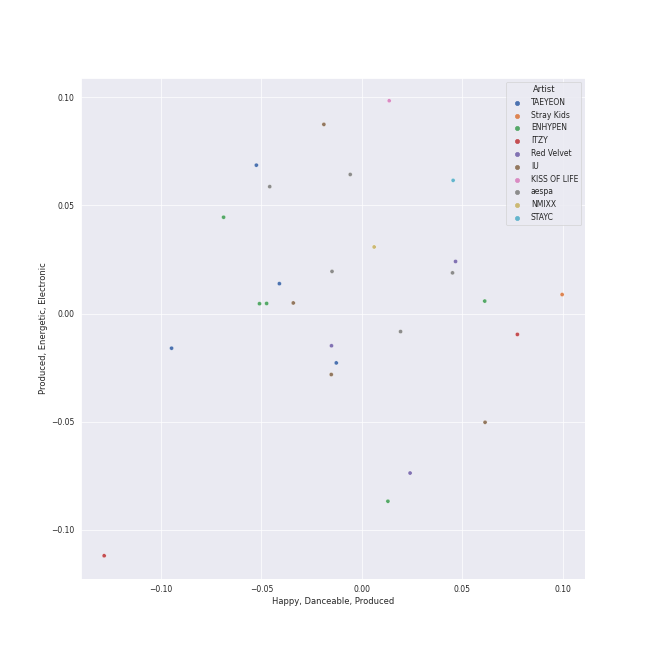 Artist
TAEYEON
Stray Kids
ENHYPEN
ITZY
Red Velvet
IU
KISS OF LIFE
aespa
NMIXX
STAYC
0.10
0.05
0.00
−0.05
−0.10
Produced, Energetic, Electronic
−0.10
−0.05
0.00
0.05
0.10
Happy, Danceable, Produced